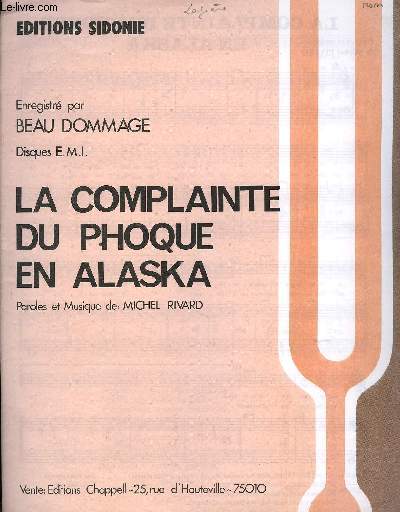 Le-livre.com
EDITIONS SIDONIE
Enregistré par
BEAU DOMMAGE
Disques E.M.I.
LA COMPLAINTE
DU PHOQUE
EN ALASKA
Paroles et Musique de: MICHEL RIVARD
Vente: Editions Chappell-25, rue d'Hauteville-75010